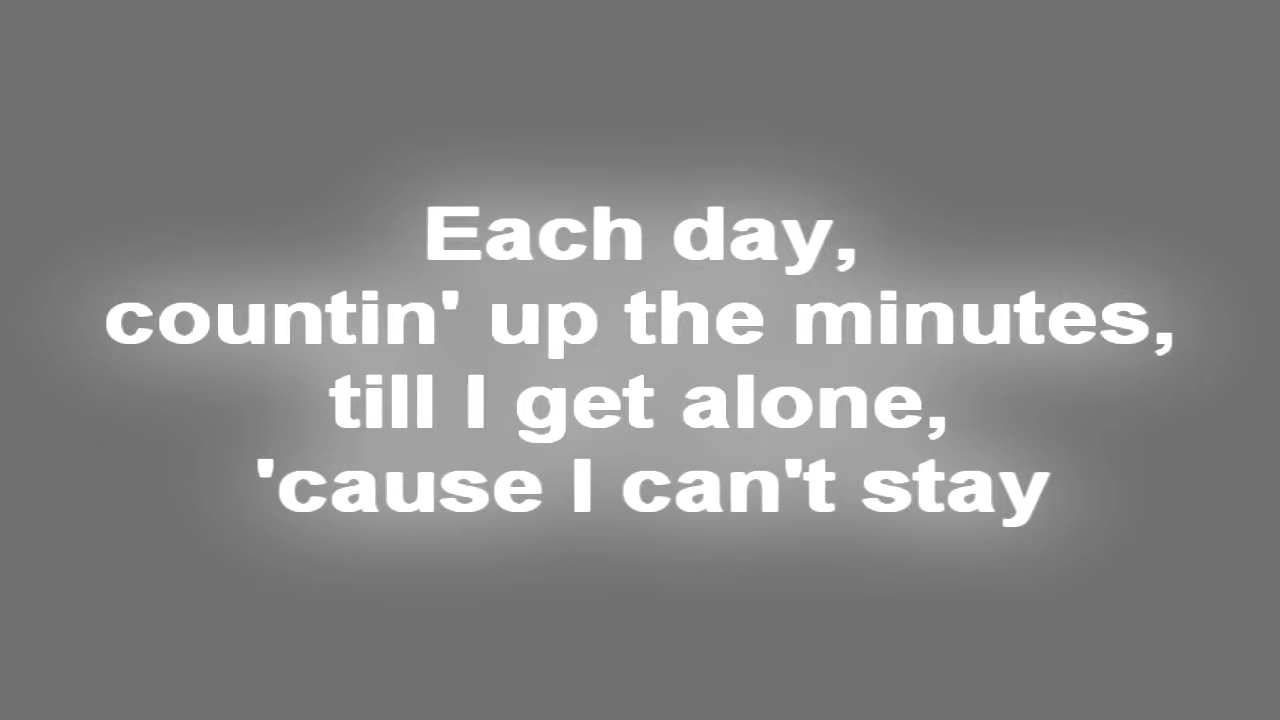 Each day,
countin' up the minutes,
till I get alone,
'cause I can't stay